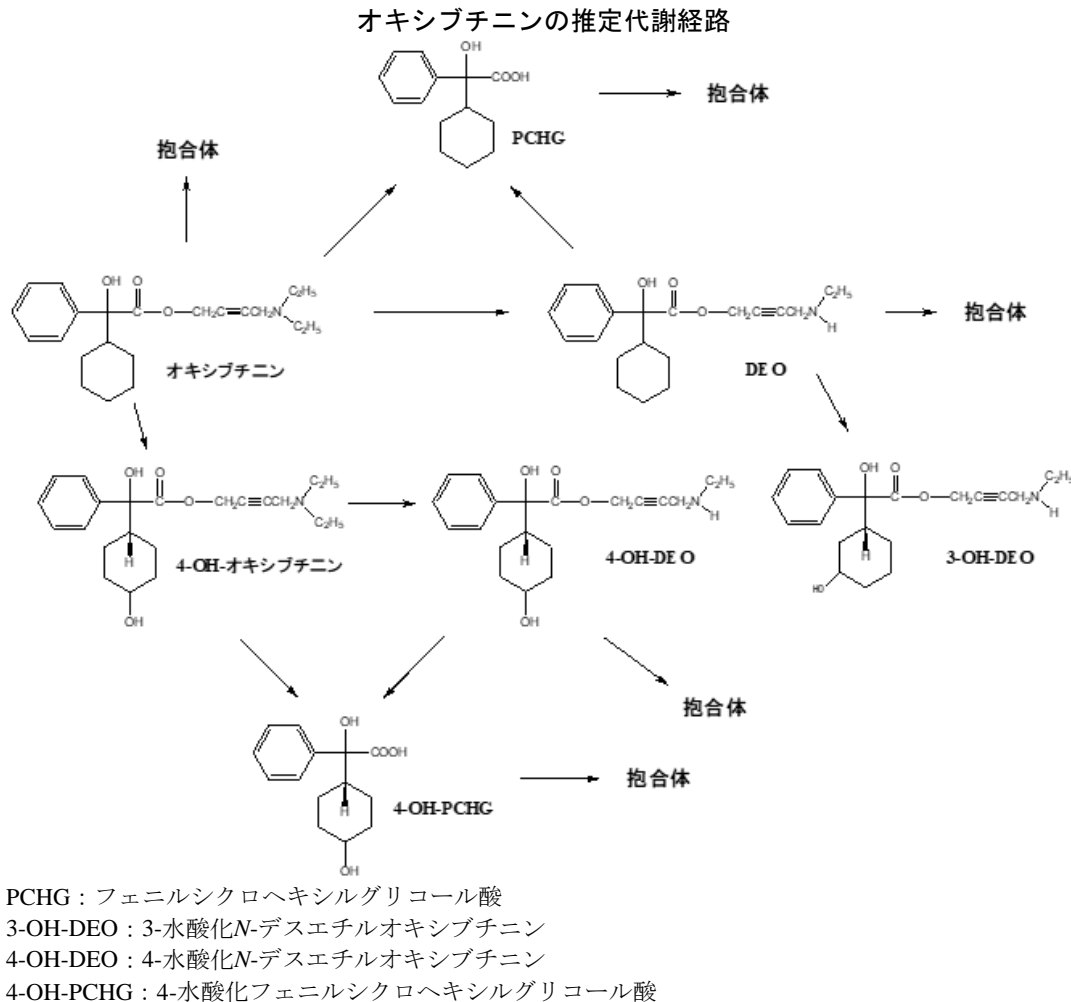 オキシブチニンの推定代謝経路
OH
COOH
PCHG
抱合体
抱合体
OH O
C O CH₂C≡CCH₂N
C₂H₅
C₂H₅
オキシブチニン
OH O
C O CH₂C≡CCH₂N
C₂H₅
H
DEO
抱合体
OH O
C O CH₂C≡CCH₂N
C₂H₅
C₂H₅
H
OH
4-OH-オキシブチニン
OH O
C O CH₂C≡CCH₂N
C₂H₅
H
H
OH
4-OH-DEO
OH O
C O CH₂C≡CCH₂N
C₂H₅
H
H
HO
3-OH-DEO
抱合体
OH
COOH
H
OH
4-OH-PCHG
抱合体
PCHG：フェニルシクロヘキシルグリコール酸
3-OH-DEO：3-水酸化N-デスエチルオキシブチニン
4-OH-DEO：4-水酸化N-デスエチルオキシブチニン
4-OH-PCHG：4-水酸化フェニルシクロヘキシルグリコール酸